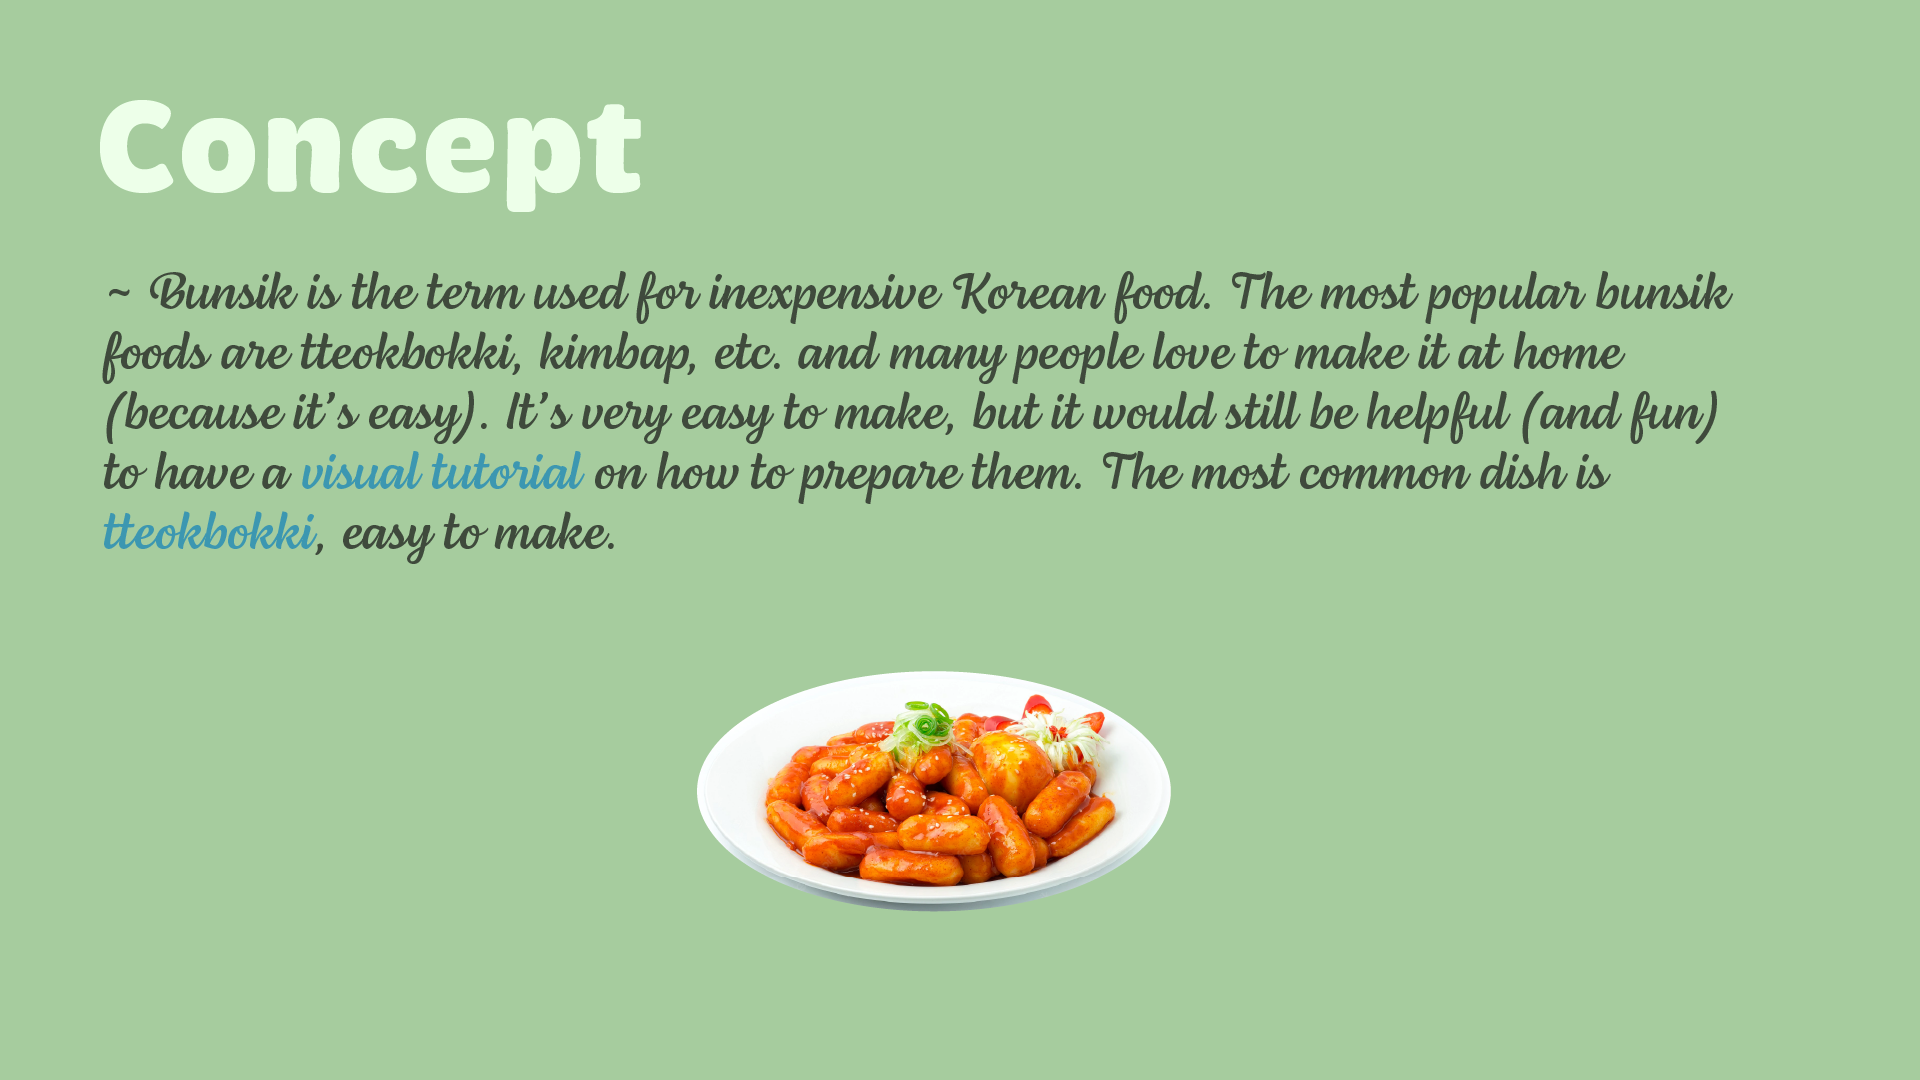 Concept
~ Bunsik is the term used for inexpensive Korean food. The most popular bunsik
foods are tteokbokki, kimbap, etc. and many people love to make it at home
(because it's easy). It's very easy to make, but it would still be helpful (and fun)
to have a visual tutorial on how to prepare them. The most common dish is
tteokbokki, easy to make.